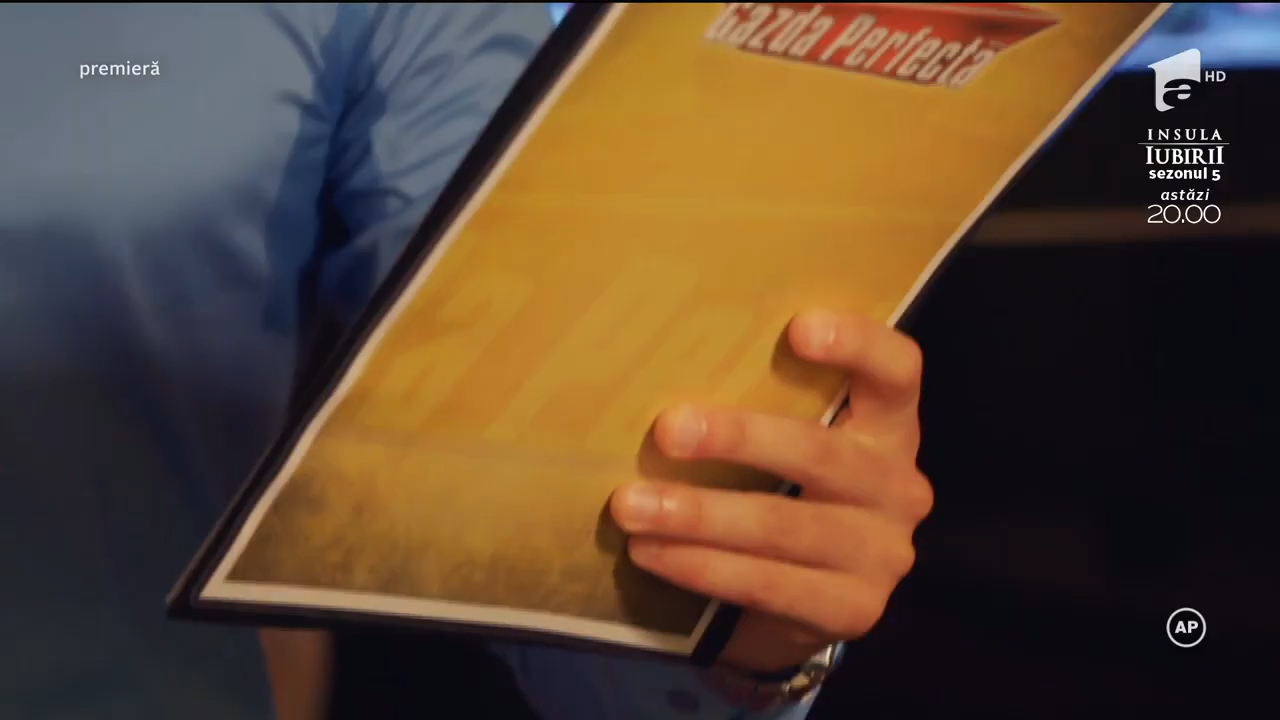 Gazda Perfectă
premieră
HD
INSULA
IUBIRII
sezonul 5
astăzi
20.00
AP